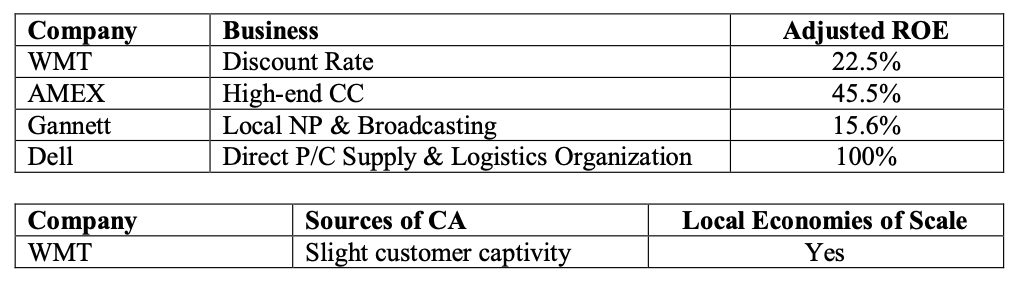 Company Business Adjusted ROE
WMT Discount Rate 22.5%
AMEX High-end CC 45.5%
Gannett Local NP & Broadcasting 15.6%
Dell Direct P/C Supply & Logistics Organization 100%
Company Sources of CA Local Economies of Scale
WMT Slight customer captivity Yes